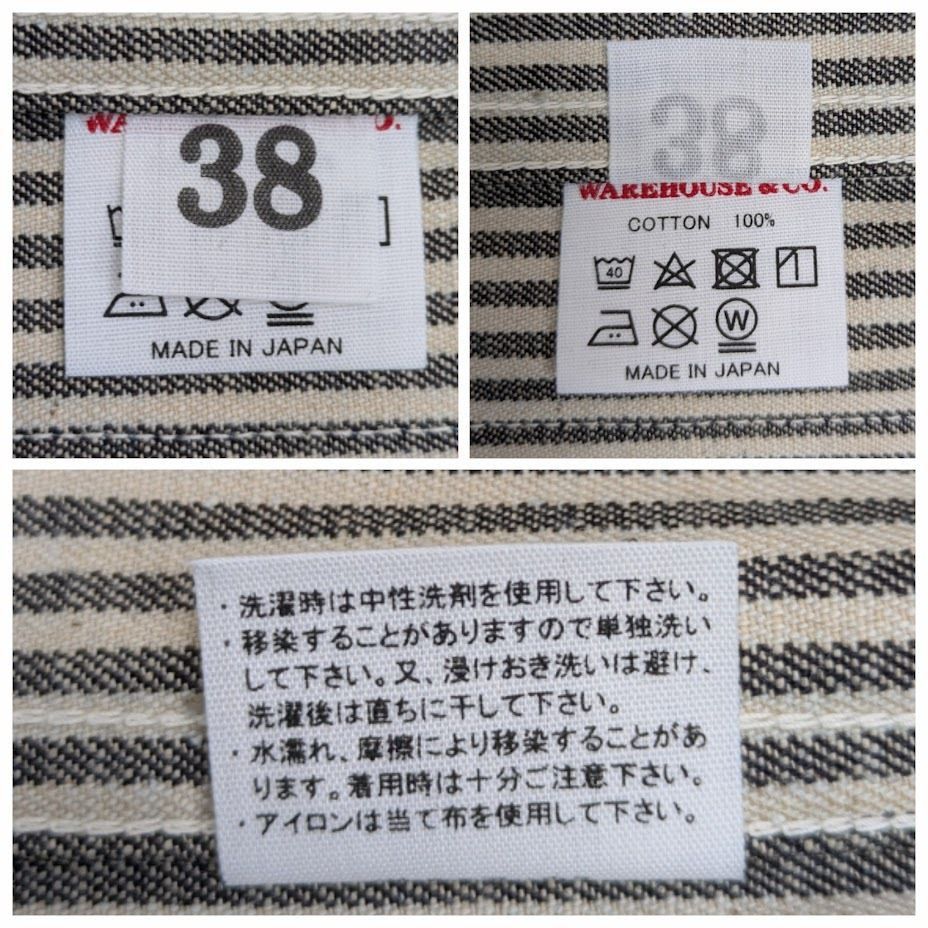 38
MADE IN JAPAN
38
WAREHOUSE & CO.
COTTON 100%
40
W
MADE IN JAPAN
・洗濯時は中性洗剤を使用して下さい。
・移染することがありますので単独洗い
して下さい。又、浸けおき洗いは避け、
洗濯後は直ちに干して下さい。
・水濡れ、摩擦により移染することがあ
ります。着用時は十分ご注意下さい。
・アイロンは当て布を使用して下さい。